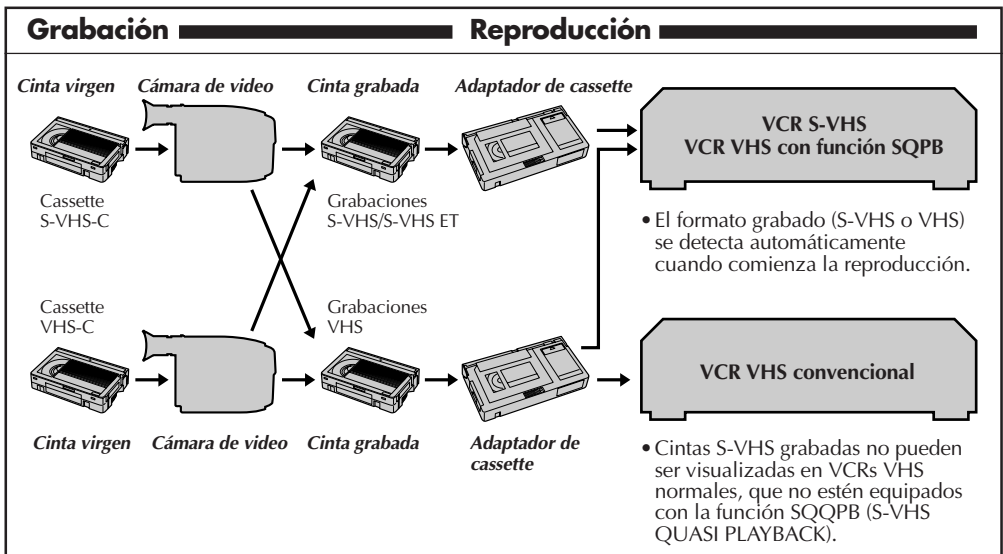 Grabación
Reproducción
Cinta virgen
Cámara de video
Cinta grabada
Adaptador de cassette
Cassette
S-VHS-C
Grabaciones
S-VHS/S-VHS ET
VCR S-VHS
VCR VHS con función SQPB
• El formato grabado (S-VHS o VHS)
se detecta automáticamente
cuando comienza la reproducción.
Cassette
VHS-C
Grabaciones
VHS
VCR VHS convencional
Cinta virgen
Cámara de video
Cinta grabada
Adaptador de
cassette
• Cintas S-VHS grabadas no pueden
ser visualizadas en VCRs VHS
normales, que no estén equipados
con la función SQQPB (S-VHS
QUASI PLAYBACK).